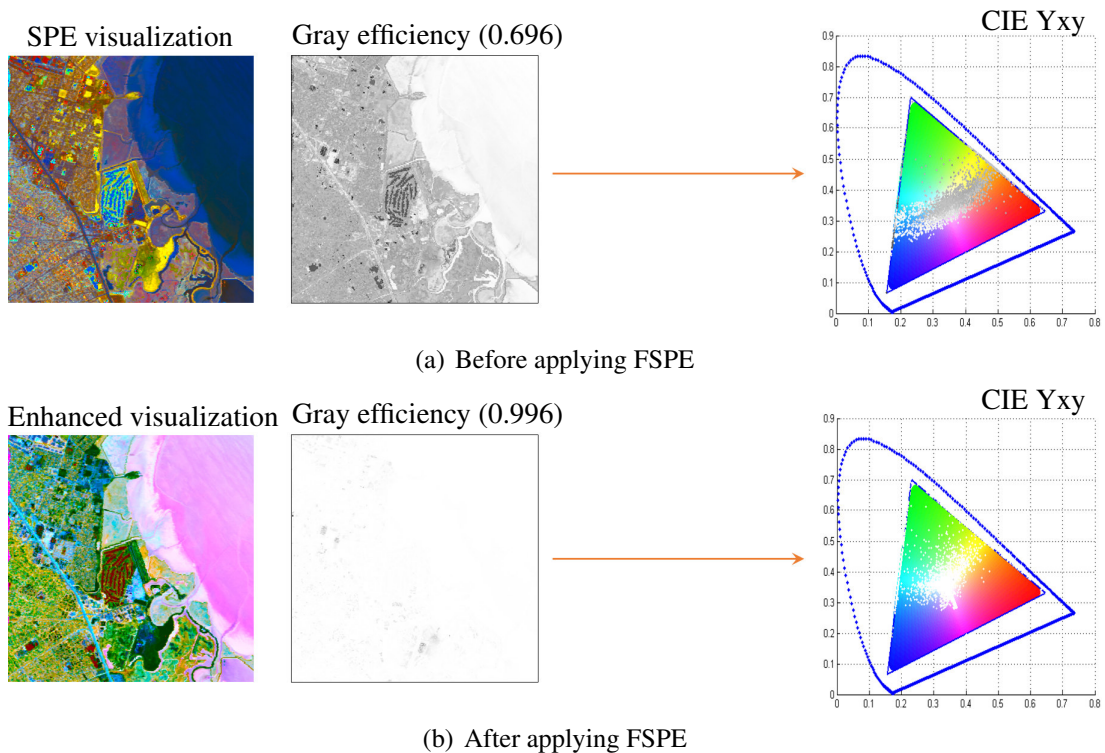 SPE visualization
Gray efficiency (0.696)
CIE Yxy
0.9
0.8
0.7
0.6
0.5
0.4
0.3
0.2
0.1
0
0 0.1 0.2 0.3 0.4 0.5 0.6 0.7 0.8
(a) Before applying FSPE
Enhanced visualization
Gray efficiency (0.996)
CIE Yxy
0.9
0.8
0.7
0.6
0.5
0.4
0.3
0.2
0.1
0
0 0.1 0.2 0.3 0.4 0.5 0.6 0.7 0.8
(b) After applying FSPE